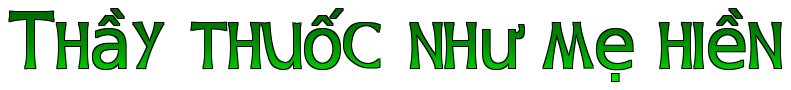 Thầy thuốc như mẹ hiền